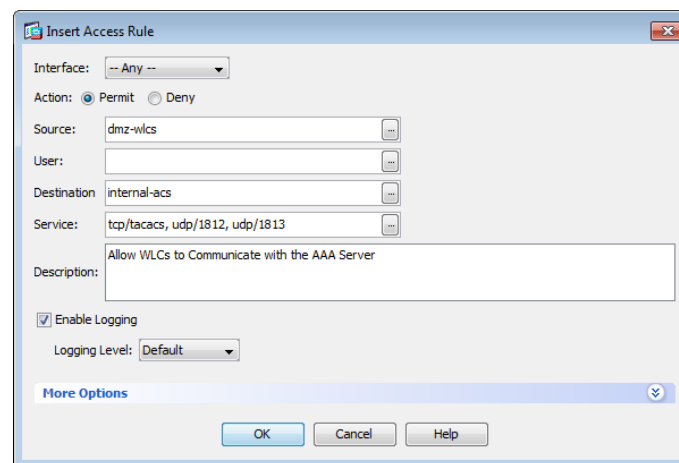 Insert Access Rule
Interface: -- Any --
Action: Permit Deny
Source: dmz-wlcs ...
User: ...
Destination internal-acs ...
Service: tcp/tacacs, udp/1812, udp/1813 ...
Description: Allow WLCs to Communicate with the AAA Server
Enable Logging
Logging Level: Default
More Options
OK Cancel Help